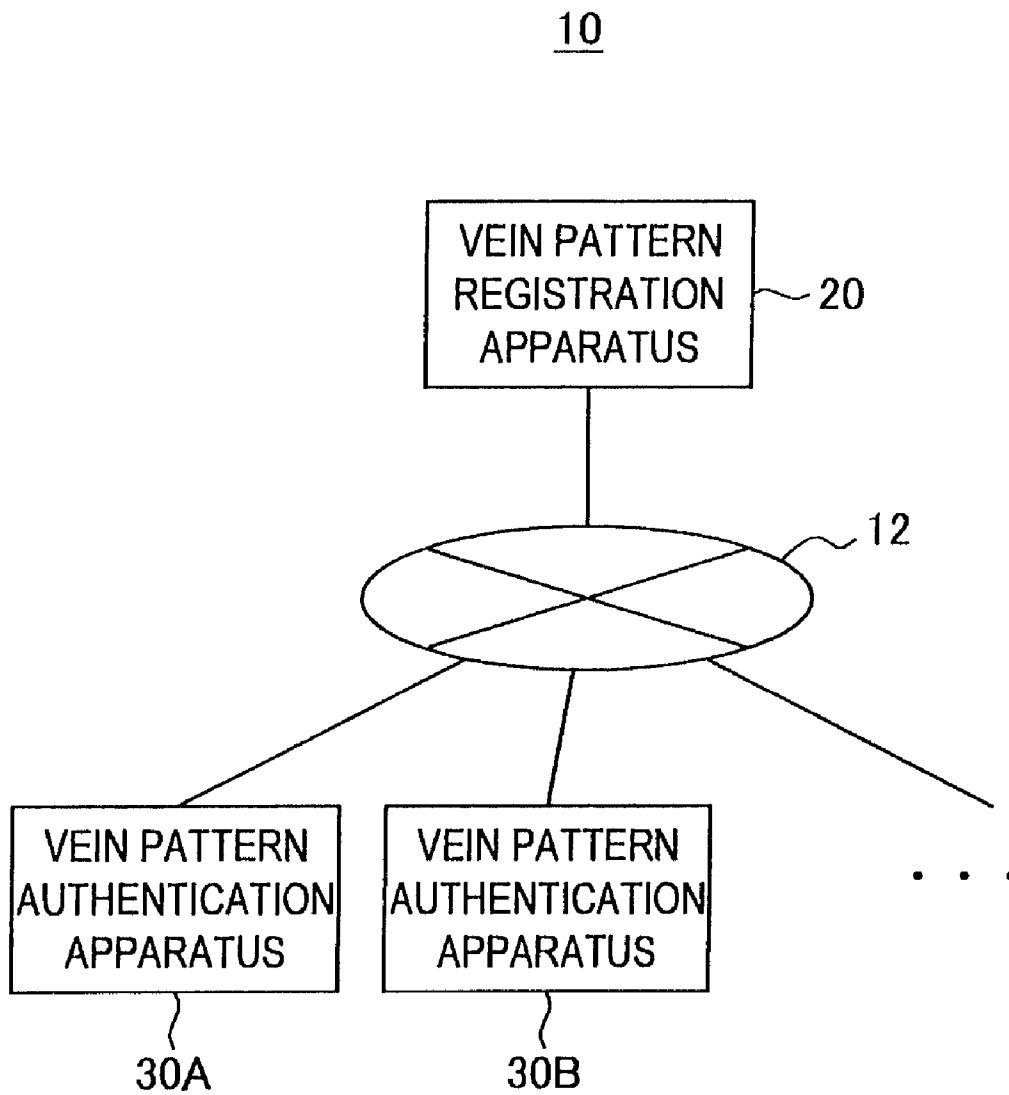 10
VEIN PATTERN
REGISTRATION
APPARATUS
20
12
VEIN PATTERN
AUTHENTICATION
APPARATUS
30A
VEIN PATTERN
AUTHENTICATION
APPARATUS
30B
. . .